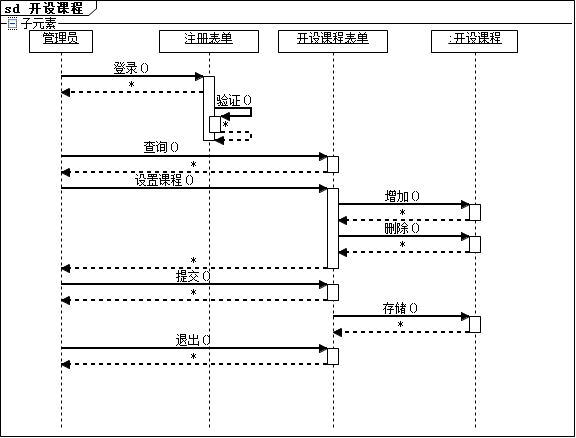 sd 开设课程
子元素
管理员 注册表单 开设课程表单 :开设课程
登录()
*
验证()
*
查询()
*
设置课程()
增加()
*
删除()
*
*
提交()
*
存储()
*
退出()
*